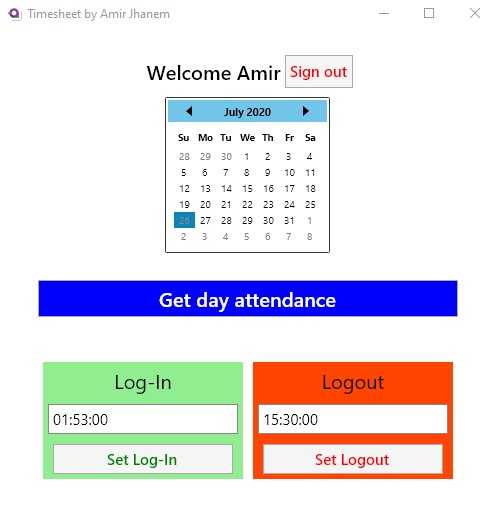 Timesheet by Amir Jhanem
Welcome Amir Sign out
July 2020
Su Mo Tu We Th Fr Sa
28 29 30 1 2 3 4
5 6 7 8 9 10 11
12 13 14 15 16 17 18
19 20 21 22 23 24 25
26 27 28 29 30 31 1
2 3 4 5 6 7 8
Get day attendance
Log-In Logout
01:53:00 15:30:00
Set Log-In Set Logout